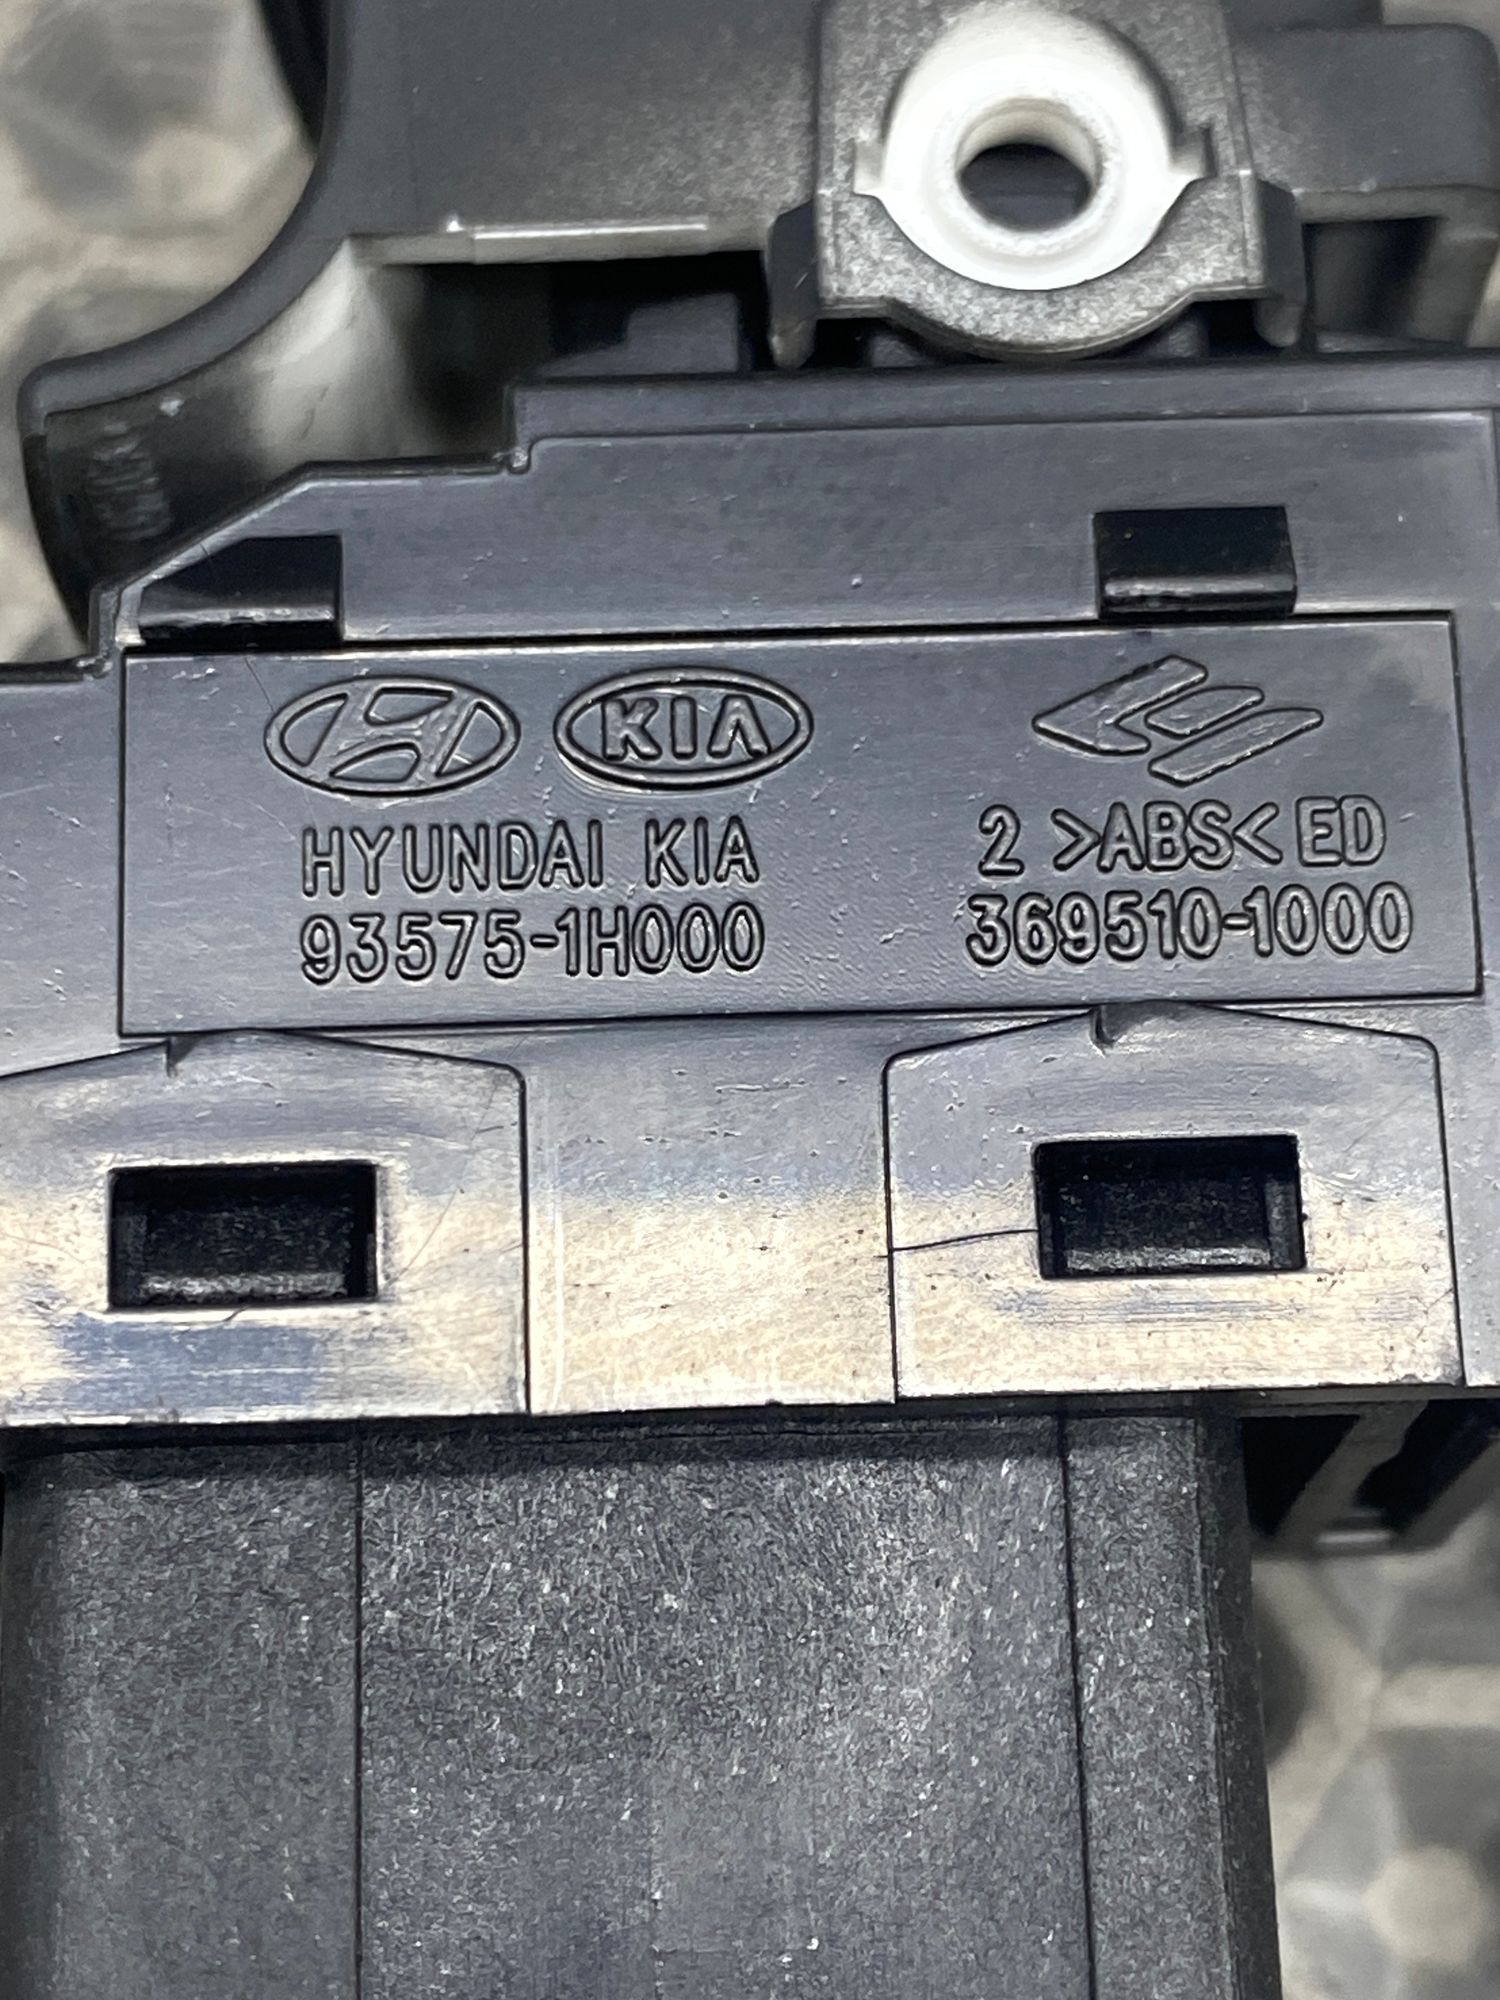 KIA
HYUNDAI KIA
93575-1H000
2 >ABS< ED
369510-1000